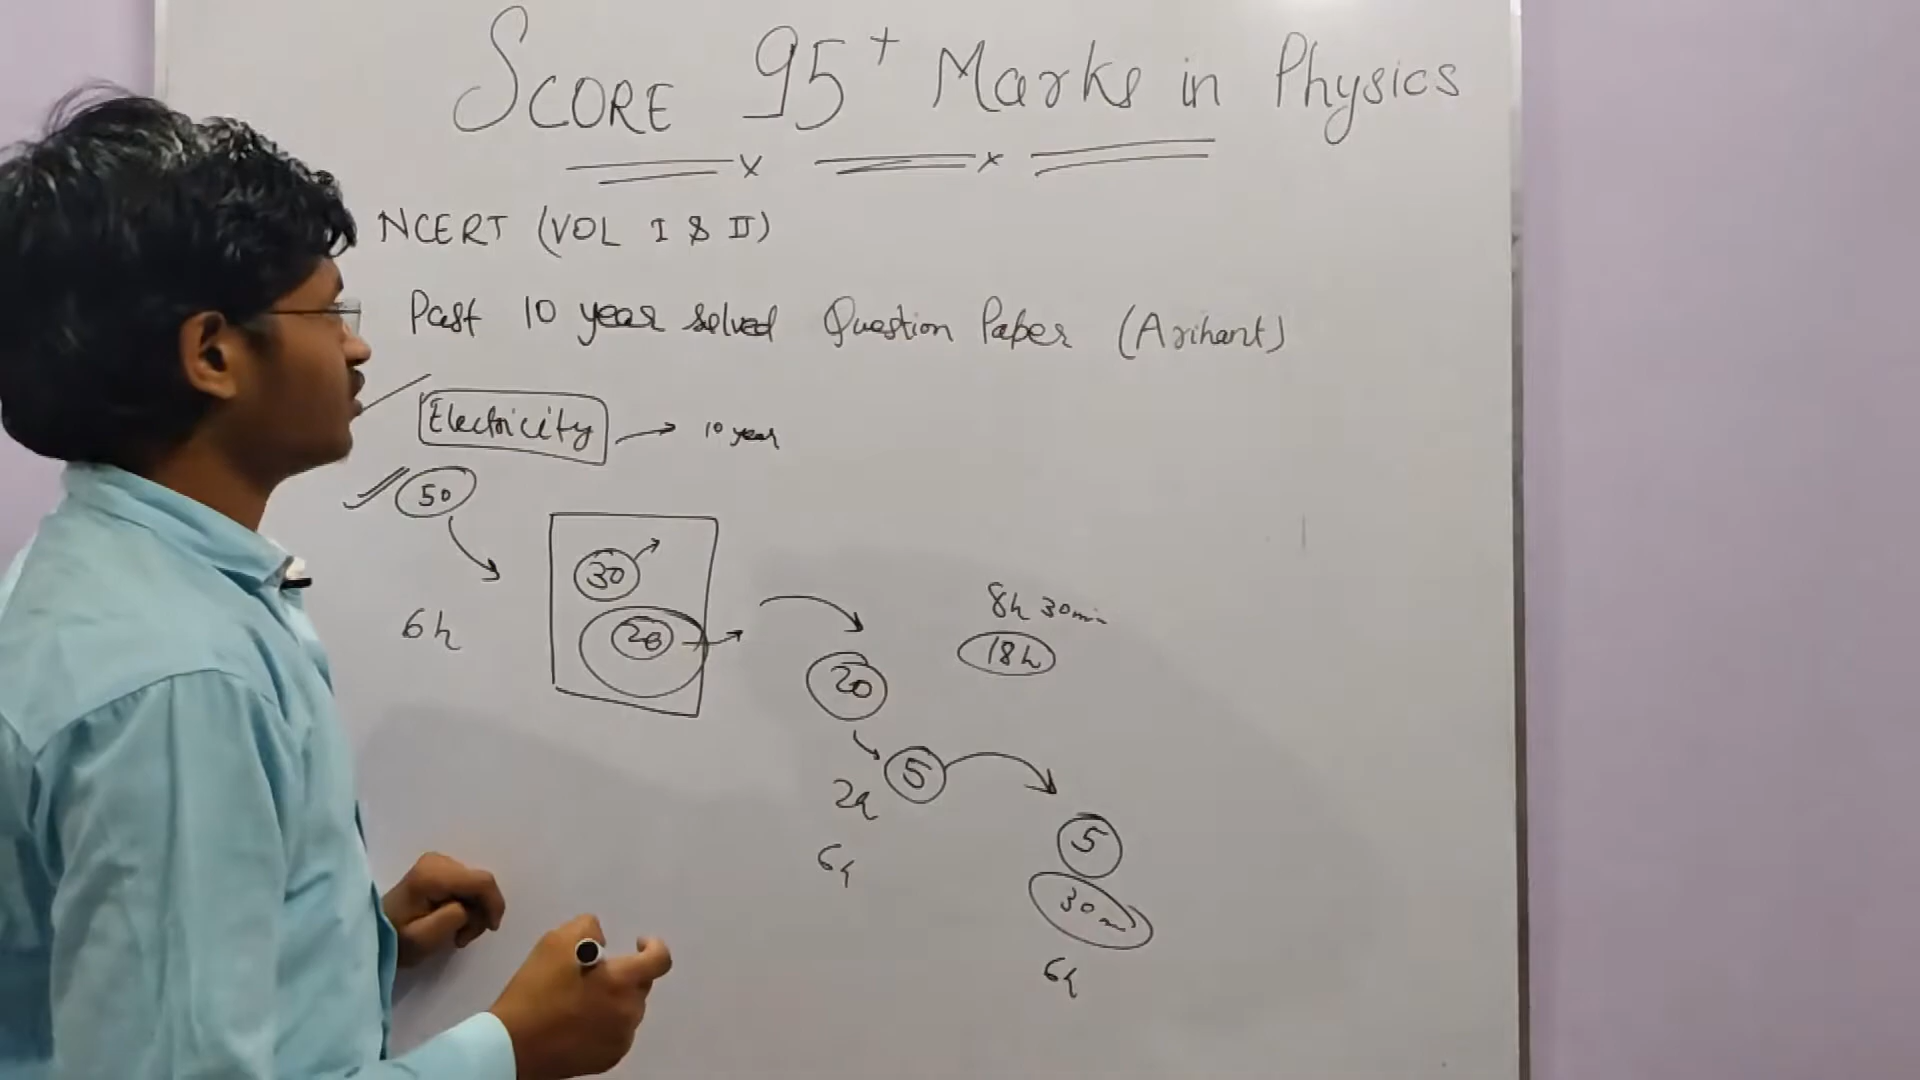 SCORE 95+ Marks in Physics
NCERT (VOL I & II)
Past 10 year solved Question Paper (Arihant)
Electricity → 10 year
50
30
6h
20
8h 30min
18h
20
5
2h
5
6h
30m
6h